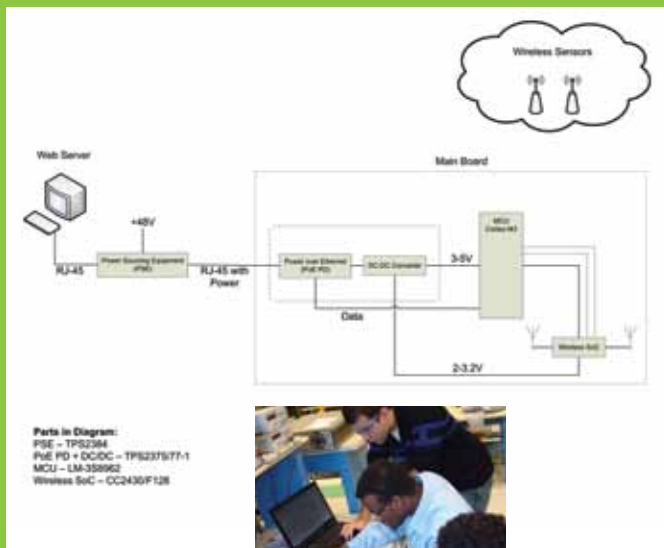 Wireless Sensors
Web Server
Main Board
MCU
Cortex-M3
+48V
Power Sourcing Equipment
(PSE)
Power over Ethernet
(PoE PD)
DC-DC Converter
3-5V
RJ-45
RJ-45 with
Power
Data
Wireless SoC
2-3.2V
Parts in Diagram:
PSE – TPS2384
PoE PD + DC/DC – TPS2375/77-1
MCU – LM-3S8962
Wireless SoC – CC2430/F128